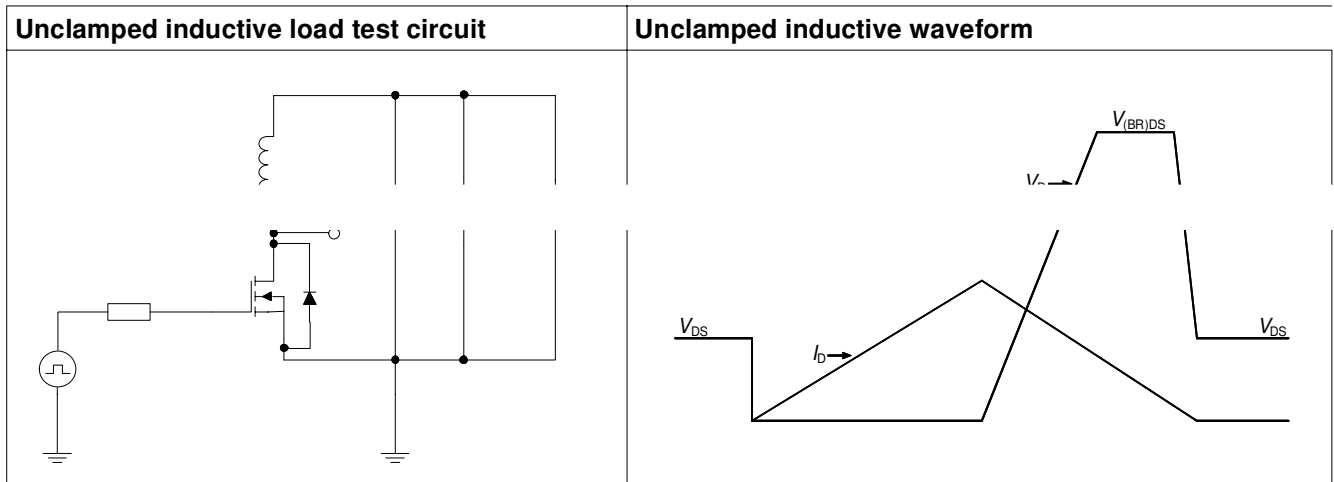 Unclamped inductive load test circuit
Unclamped inductive waveform
V(BR)DS
VDS
ID
VDS